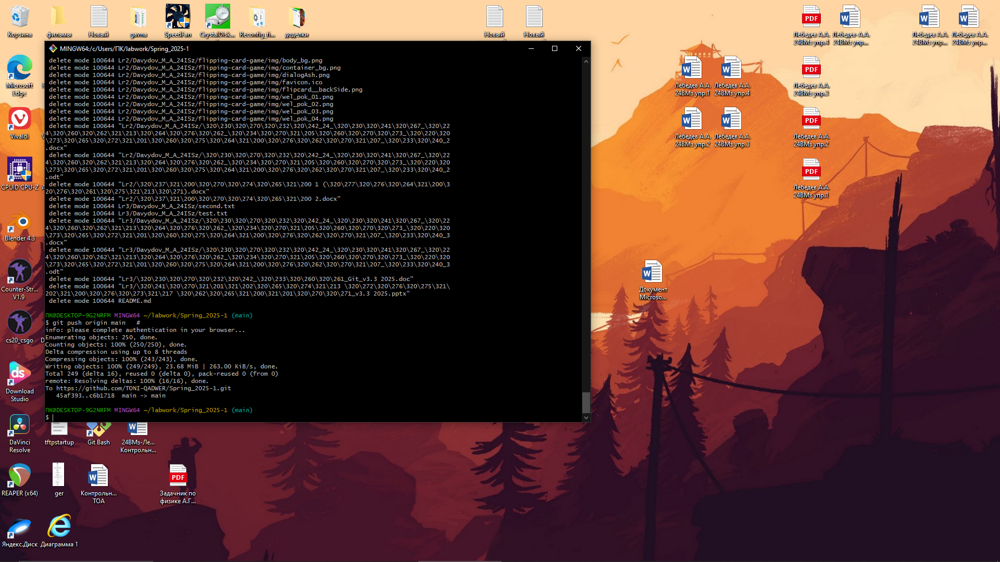 Корзина
фильмы
Новый
gavna
SpeedFan
CrystalDisk...
Reconfig_fi...
доделки
Новый
Новый
Лебедев А.А. 24ВМз упр.4
Лебедев-А.А. 24ВМз упр...
Лебедев А.А. 24ВМз упр...
Лебедев А.А. 24ВМз упр...
MINGW64:/c/Users/ПК/labwork/Spring_2025-1
delete mode 100644 Lr2/Davydov_M_A_24ISz/flipping-card-game/img/body_bg.png
delete mode 100644 Lr2/Davydov_M_A_24ISz/flipping-card-game/img/container_bg.png
delete mode 100644 Lr2/Davydov_M_A_24ISz/flipping-card-game/img/dialogAsh.png
delete mode 100644 Lr2/Davydov_M_A_24ISz/flipping-card-game/img/favicon.ico
delete mode 100644 Lr2/Davydov_M_A_24ISz/flipping-card-game/img/flipcard__backSide.png
delete mode 100644 Lr2/Davydov_M_A_24ISz/flipping-card-game/img/wel_pok_01.png
delete mode 100644 Lr2/Davydov_M_A_24ISz/flipping-card-game/img/wel_pok_02.png
delete mode 100644 Lr2/Davydov_M_A_24ISz/flipping-card-game/img/wel_pok_03.png
delete mode 100644 Lr2/Davydov_M_A_24ISz/flipping-card-game/img/wel_pok_04.png
delete mode 100644 "Lr2/Davydov_M_A_24ISz/\320\230\320\270\320\232\320\242_24_\320\230\320\241\320\267_\320\22
4\320\260\320\262\321\213\320\264\320\276\320\262_\320\234\320\270\321\205\320\260\320\270\320\273_\320\220\320
\273\320\265\320\272\321\201\320\260\320\275\320\264\321\200\320\276\320\262\320\270\321\207_\320\233\320\240_2
.docx"
delete mode 100644 "Lr2/Davydov_M_A_24ISz/\320\230\320\270\320\232\320\242_24_\320\230\320\241\320\267_\320\22
4\320\260\320\262\321\213\320\264\320\276\320\262_\320\234\320\270\321\205\320\260\320\270\320\273_\320\220\320
\273\320\265\320\272\321\201\320\260\320\275\320\264\321\200\320\276\320\262\320\270\321\207_\320\233\320\240_2
.odt"
delete mode 100644 "Lr2/\320\237\321\200\320\270\320\274\320\265\321\200 1 (\320\277\320\276\320\264\321\200\3
20\276\320\261\320\275\321\213\320\271).docx"
delete mode 100644 "Lr2/\320\237\321\200\320\270\320\274\320\265\321\200 2.docx"
delete mode 100644 Lr3/Davydov_M_A_24ISz/second.txt
delete mode 100644 Lr3/Davydov_M_A_24ISz/test.txt
delete mode 100644 "Lr3/Davydov_M_A_24ISz/\320\230\320\270\320\232\320\242_24_\320\230\320\241\320\267_\320\22
4\320\260\320\262\321\213\320\264\320\276\320\262_\320\234\320\270\321\205\320\260\320\270\320\273_\320\220\320
\273\320\265\320\272\321\201\320\260\320\275\320\264\321\200\320\276\320\262\320\270\321\207_\320\233\320\240_3
.docx"
delete mode 100644 "Lr3/Davydov_M_A_24ISz/\320\230\320\270\320\232\320\242_24_\320\230\320\241\320\267_\320\22
4\320\260\320\262\321\213\320\264\320\276\320\262_\320\234\320\270\321\205\320\260\320\270\320\273_\320\220\320
\273\320\265\320\272\321\201\320\260\320\275\320\264\321\200\320\276\320\262\320\270\321\207_\320\233\320\240_3
.odt"
delete mode 100644 "Lr3/\320\230\320\270\320\232\320\242_\320\233\320\260\320\261_Git_v3.3 2025.doc"
delete mode 100644 "Lr3/\320\241\320\270\321\201\321\202\320\265\320\274\321\213 \320\272\320\276\320\275\321\
202\321\200\320\276\320\273\321\217 \320\262\320\265\321\200\321\201\320\270\320\271_v3.3 2025.pptx"
delete mode 100644 README.md
ПК@DESKTOP-9G2NRFM MINGW64 ~/labwork/Spring_2025-1 (main)
$ git push origin main   #
info: please complete authentication in your browser...
Enumerating objects: 250, done.
Counting objects: 100% (250/250), done.
Delta compression using up to 8 threads
Compressing objects: 100% (243/243), done.
Writing objects: 100% (249/249), 23.68 MiB | 263.00 KiB/s, done.
Total 249 (delta 16), reused 0 (delta 0), pack-reused 0 (from 0)
remote: Resolving deltas: 100% (16/16), done.
To https://github.com/TONI-QADWER/Spring_2025-1.git
45af393..c6b1718  main -> main
ПК@DESKTOP-9G2NRFM MINGW64 ~/labwork/Spring_2025-1 (main)
$
Microsoft Edge
Vivaldi
CPUID CPU-Z
Blender 4.3
Counter-Str... V1.9
cs20_csgo
Download Studio
DaVinci Resolve
tftpstartup
Git Bash
24ВМз-Ле... Контрольн...
REAPER (x64)
ger
Контрольн... ТОА
PDF
Задачник по физике А.Г...
Яндекс.Диск
Диаграмма 1
Лебедев А.А. 24ВМз упр.1
Лебедев А.А. 24ВМз упр.4
PDF
Лебедев А.А. 24ВМз упр.3
Лебедев А.А. 24ВМз упр.2
Лебедев А.А. 24ВМз упр.3
PDF
Лебедев А.А. 24ВМз упр.2
PDF
Лебедев А.А. 24ВМз упр.1
Документ Microso...